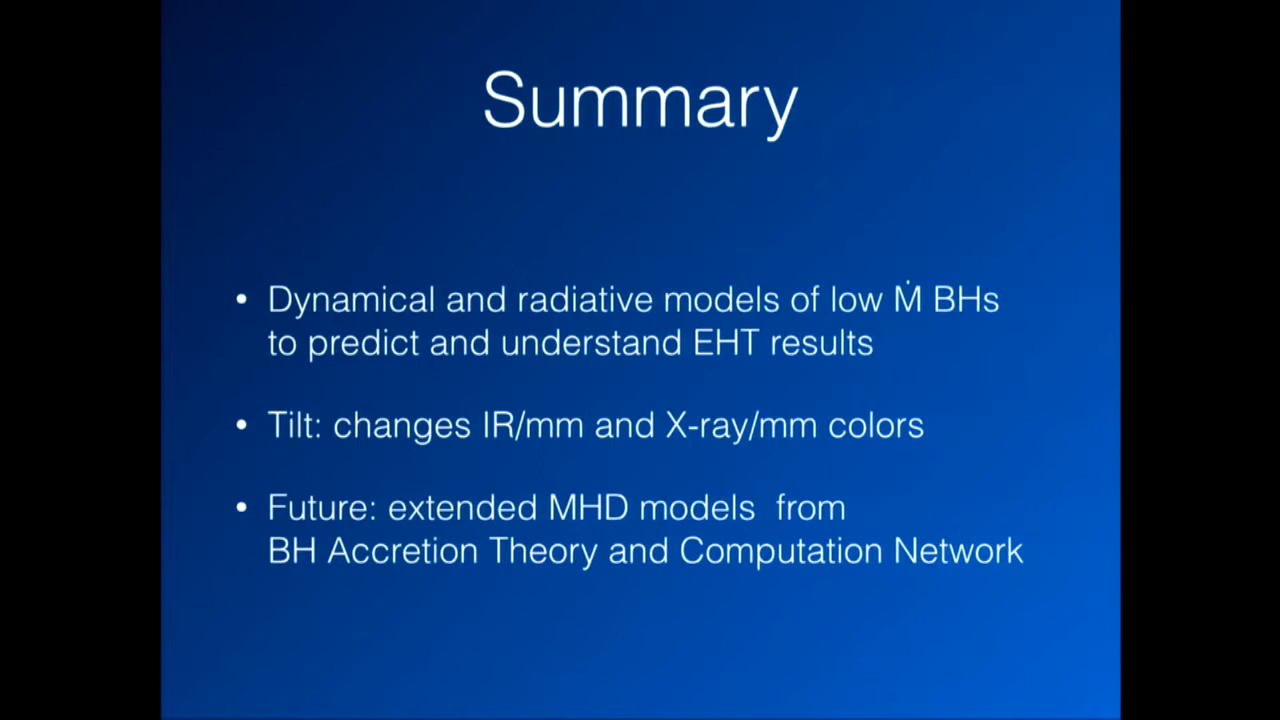 Summary
• Dynamical and radiative models of low Ṁ BHs
to predict and understand EHT results
• Tilt: changes IR/mm and X-ray/mm colors
• Future: extended MHD models  from
BH Accretion Theory and Computation Network